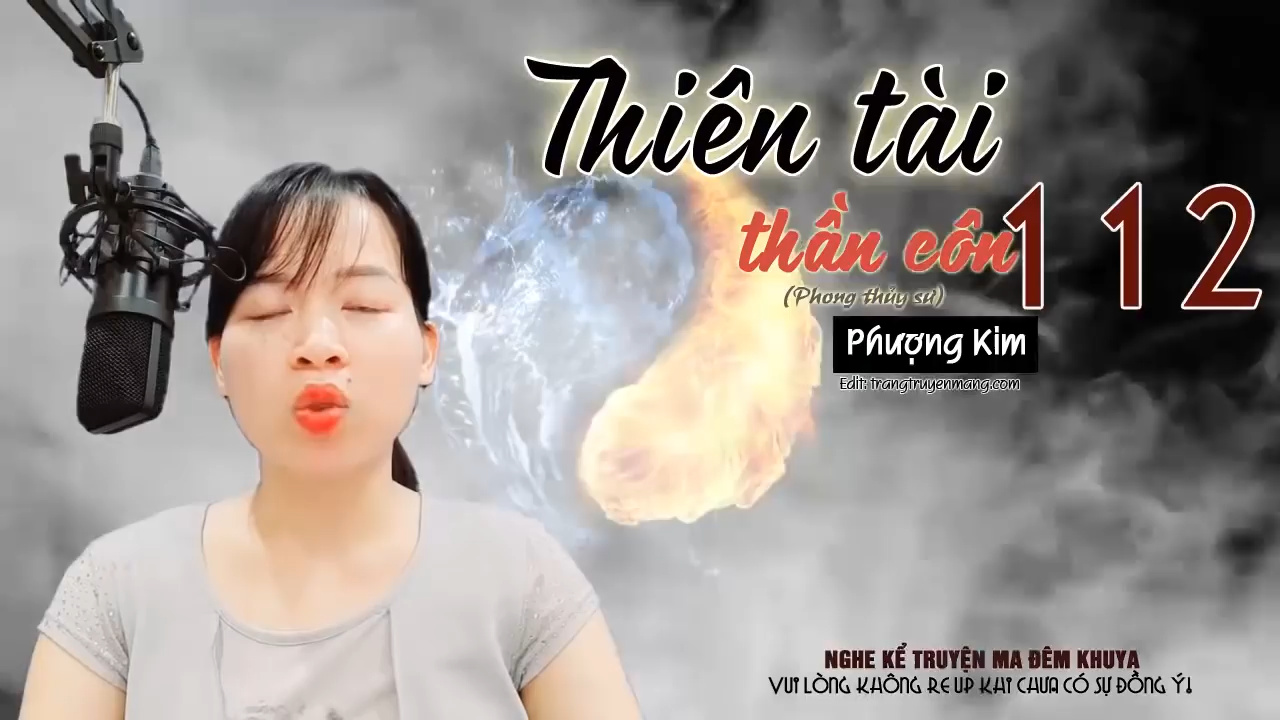 Thiên tài
thần côn 112
(Phong thủy sư)
Phượng Kim
Edit: trangtruyenmang.com
NGHE KỂ TRUYỆN MA ĐÊM KHUYA
VUI LÒNG KHÔNG RE UP KHI CHƯA CÓ SỰ ĐỒNG Ý!